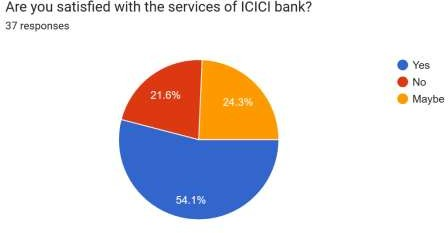 Are you satisfied with the services of ICICI bank?
37 responses
Yes
No
Maybe
21.6%
24.3%
54.1%